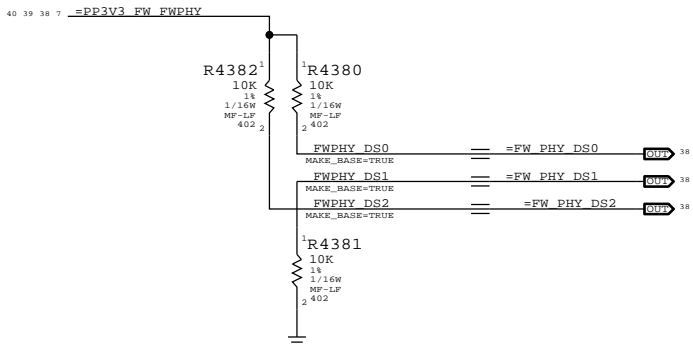 40 39 38 7 =PP3V3_FW_FWPHY
R4382 1
10K
1%
1/16W
MF-LF
402
2
1 R4380
10K
1%
1/16W
MF-LF
402
2
FWPHY_DS0 =FW_PHY_DS0 OUT 38
MAKE_BASE=TRUE
FWPHY_DS1 =FW_PHY_DS1 OUT 38
MAKE_BASE=TRUE
FWPHY_DS2 =FW_PHY_DS2 OUT 38
MAKE_BASE=TRUE
1 R4381
10K
1%
1/16W
MF-LF
2 402